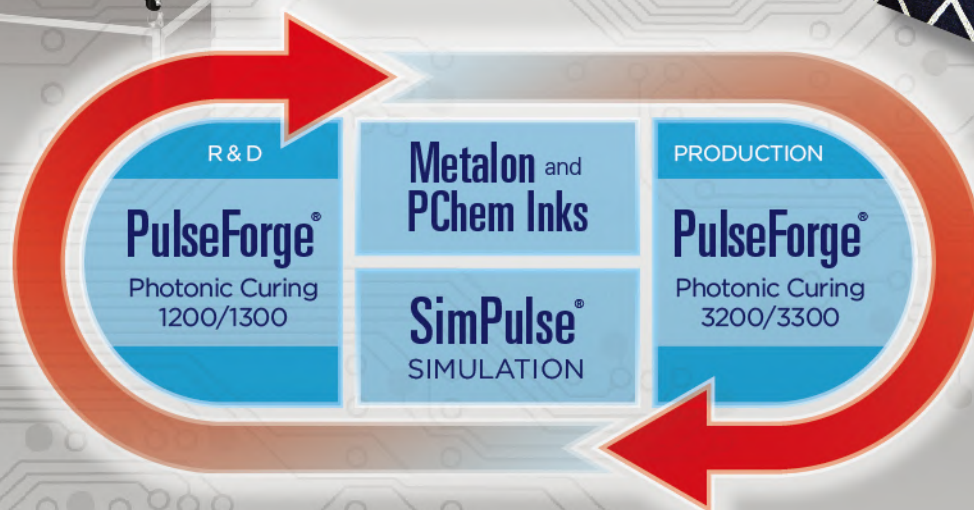 R & D
PulseForge®
Photonic Curing
1200/1300
Metalon and
PChem Inks
SimPulse®
SIMULATION
PRODUCTION
PulseForge®
Photonic Curing
3200/3300